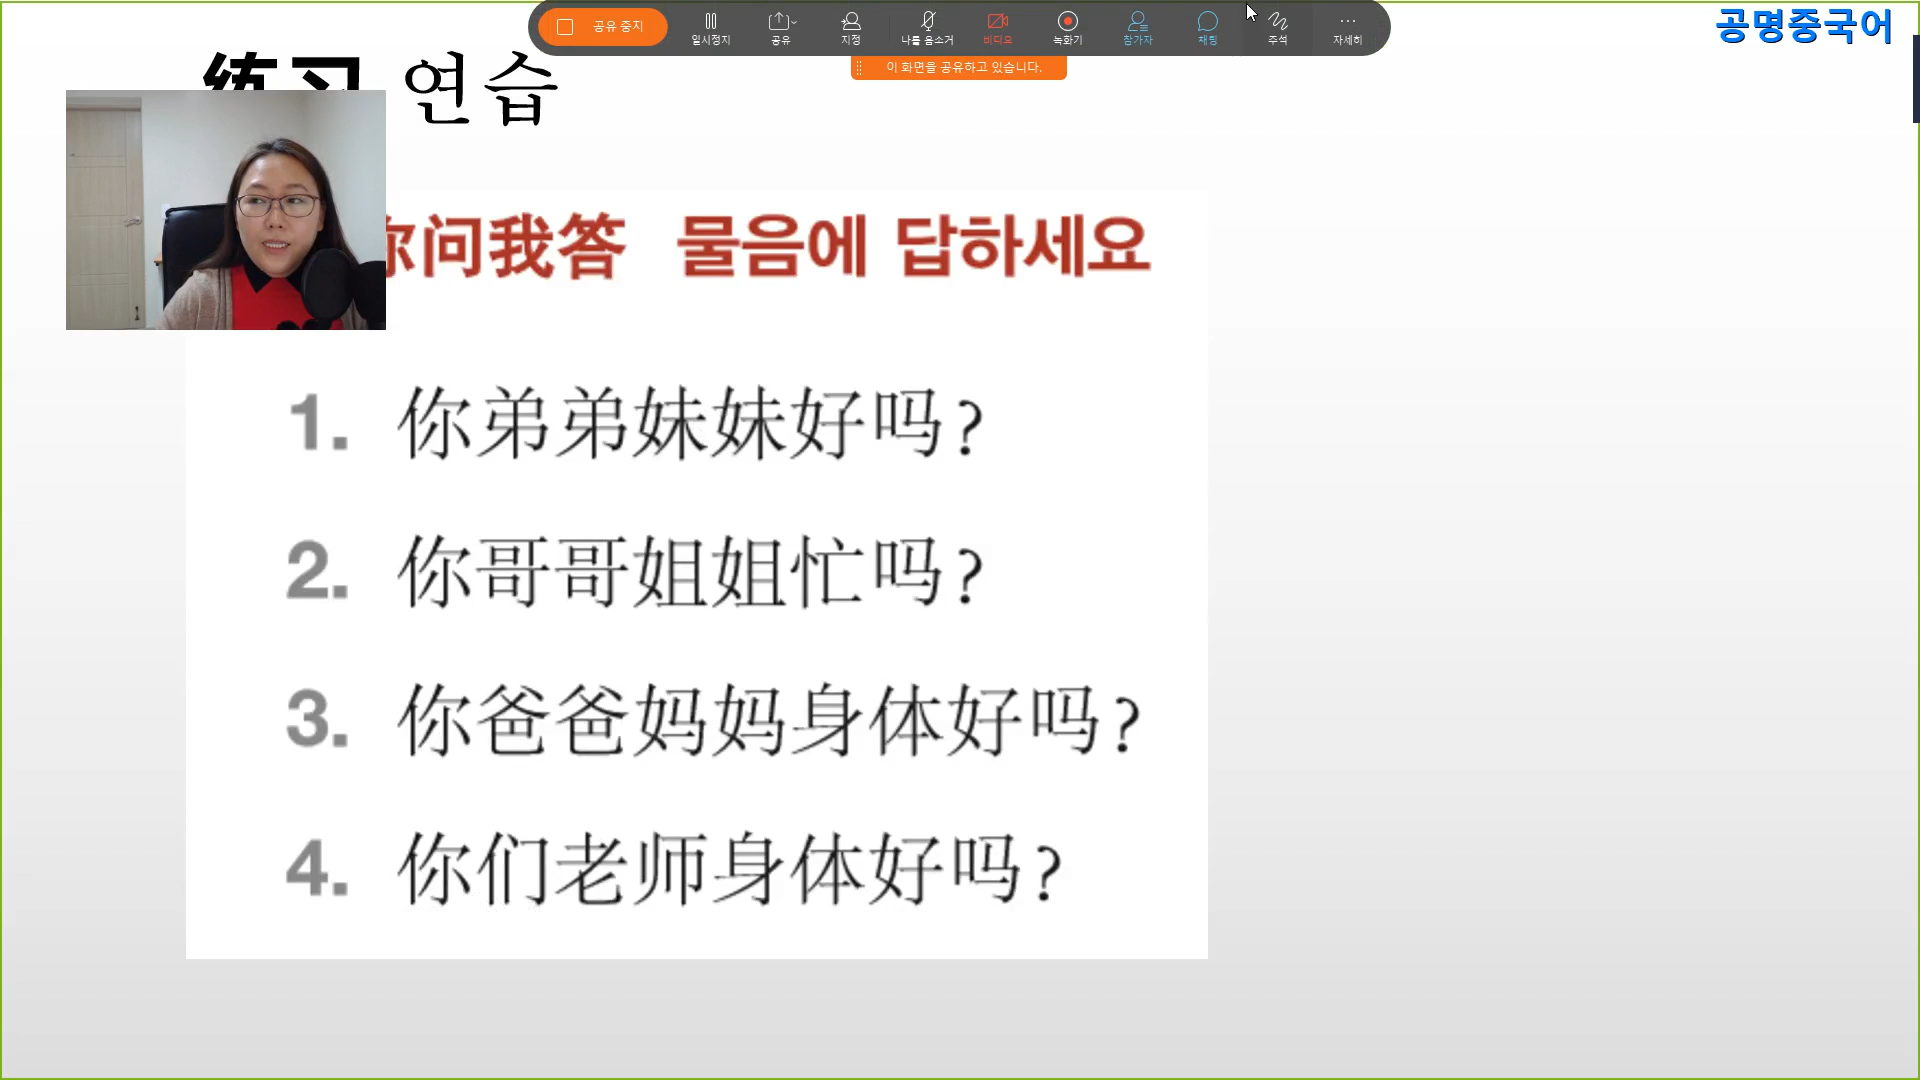 공유 중지
일시정지
공유
지정
나를 음소거
비디오
녹화기
참가자
채팅
주석
자세히
이 화면을 공유하고 있습니다.
공명중국어
练习 연습
你问我答 물음에 답하세요
1. 你弟弟妹妹好吗?
2. 你哥哥姐姐忙吗?
3. 你爸爸妈妈身体好吗?
4. 你们老师身体好吗?